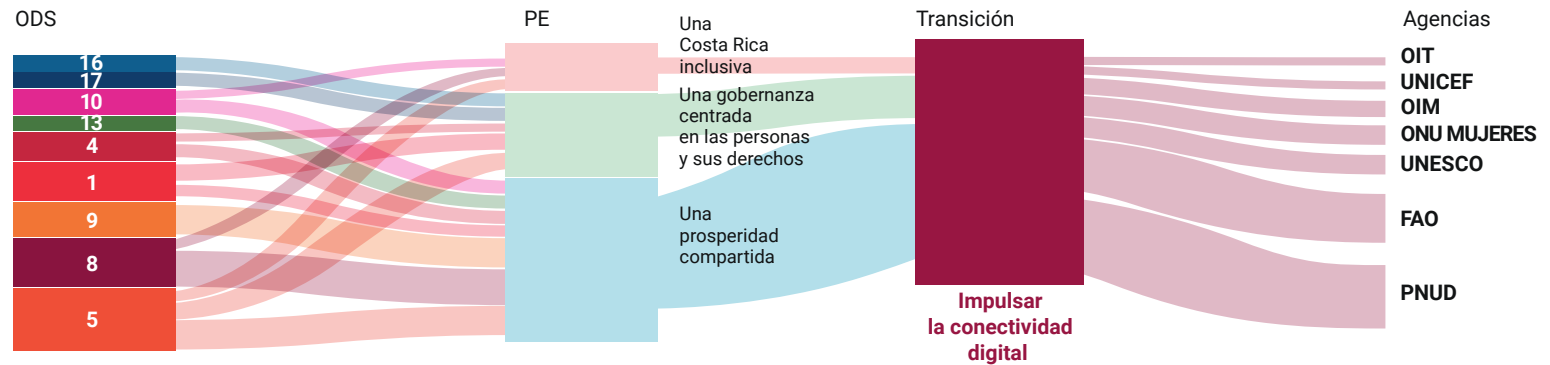 ODS
PE
Transición
Agencias
16
17
10
13
4
1
9
8
5
Una
Costa Rica
inclusiva
Una gobernanza
centrada
en las personas
y sus derechos
Una
prosperidad
compartida
Impulsar
la conectividad
digital
OIT
UNICEF
OIM
ONU MUJERES
UNESCO
FAO
PNUD